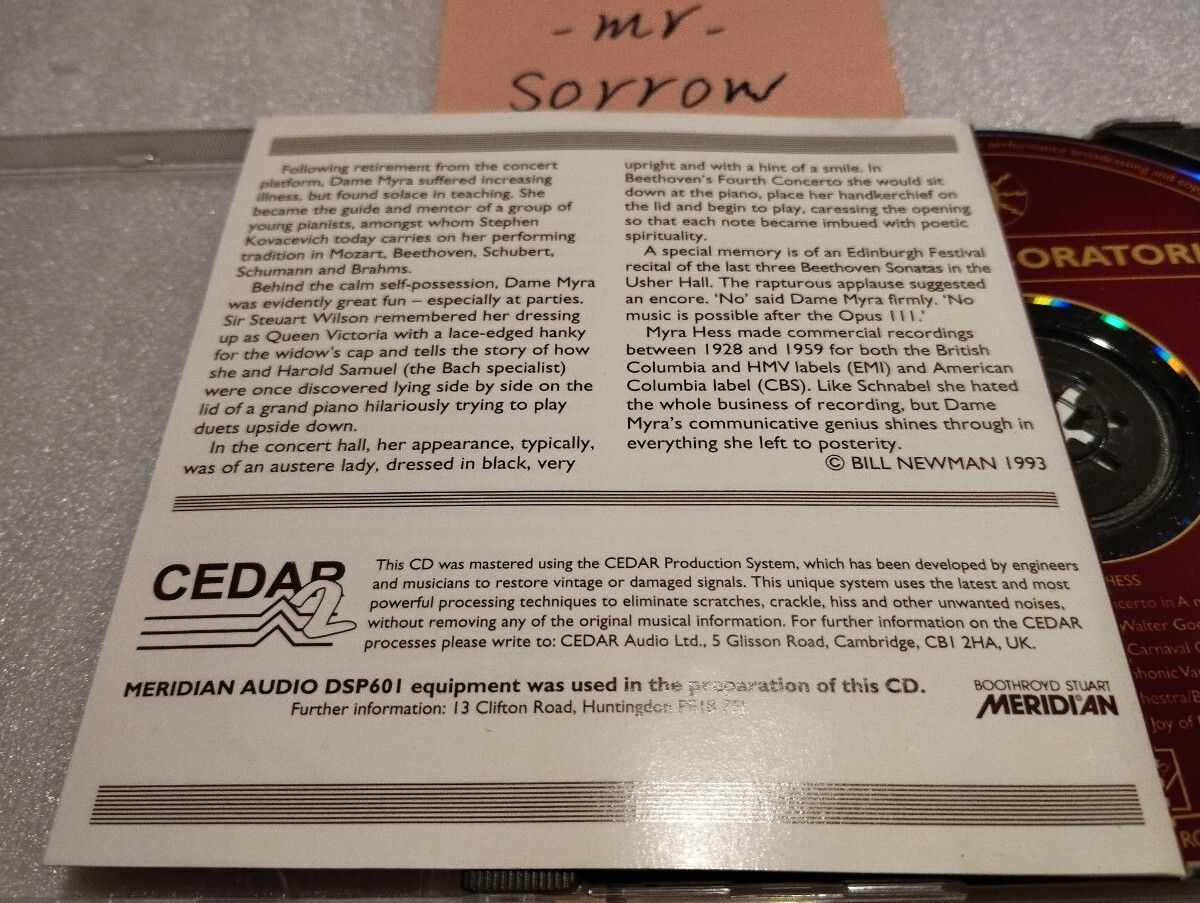 - mr -
sorrow
Following retirement from the concert
platform, Dame Myra suffered increasing
illness, but found solace in teaching. She
became the guide and mentor of a group of
young pianists, amongst whom Stephen
Kovacevich today carries on her performing
tradition in Mozart, Beethoven, Schubert,
Schumann and Brahms.
Behind the calm self-possession, Dame Myra
was evidently great fun – especially at parties.
Sir Steuart Wilson remembered her dressing
up as Queen Victoria with a lace-edged hanky
for the widow's cap and tells the story of how
she and Harold Samuel (the Bach specialist)
were once discovered lying side by side on the
lid of a grand piano hilariously trying to play
duets upside down.
In the concert hall, her appearance, typically,
was of an austere lady, dressed in black, very
upright and with a hint of a smile. In
Beethoven's Fourth Concerto she would sit
down at the piano, place her handkerchief on
the lid and begin to play, caressing the opening
so that each note became imbued with poetic
spirituality.
A special memory is of an Edinburgh Festival
recital of the last three Beethoven Sonatas in the
Usher Hall. The rapturous applause suggested
an encore. 'No' said Dame Myra firmly. 'No
music is possible after the Opus 111.'
Myra Hess made commercial recordings
between 1928 and 1959 for both the British
Columbia and HMV labels (EMI) and American
Columbia label (CBS). Like Schnabel she hated
the whole business of recording, but Dame
Myra's communicative genius shines through in
everything she left to posterity.
© BILL NEWMAN 1993
CEDAR
2
This CD was mastered using the CEDAR Production System, which has been developed by engineers
and musicians to restore vintage or damaged signals. This unique system uses the latest and most
powerful processing techniques to eliminate scratches, crackle, hiss and other unwanted noises,
without removing any of the original musical information. For further information on the CEDAR
processes please write to: CEDAR Audio Ltd., 5 Glisson Road, Cambridge, CB1 2HA, UK.
MERIDIAN AUDIO DSP601 equipment was used in the preparation of this CD.
Further information: 13 Clifton Road, Huntingdon
BOOTHROYD STUART
MERIDIAN
performance broadcasting and
ORATORI
HESS
certo in A m
Walter Goe
Carnaval
phonic Va
hestral
Joy of